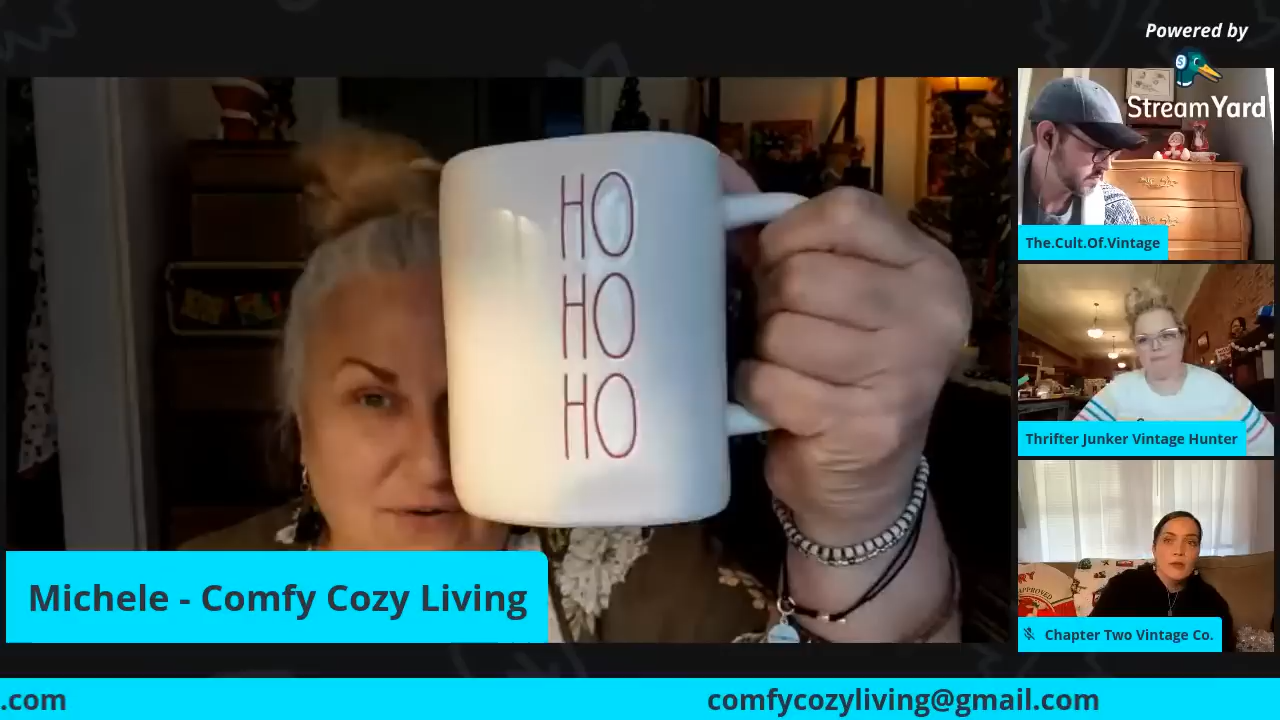 Powered by
StreamYard
HO
HO
HO
The.Cult.Of.Vintage
Thrifter Junker Vintage Hunter
APPROVED
Michele - Comfy Cozy Living
Chapter Two Vintage Co.
.com
comfycozyliving@gmail.com